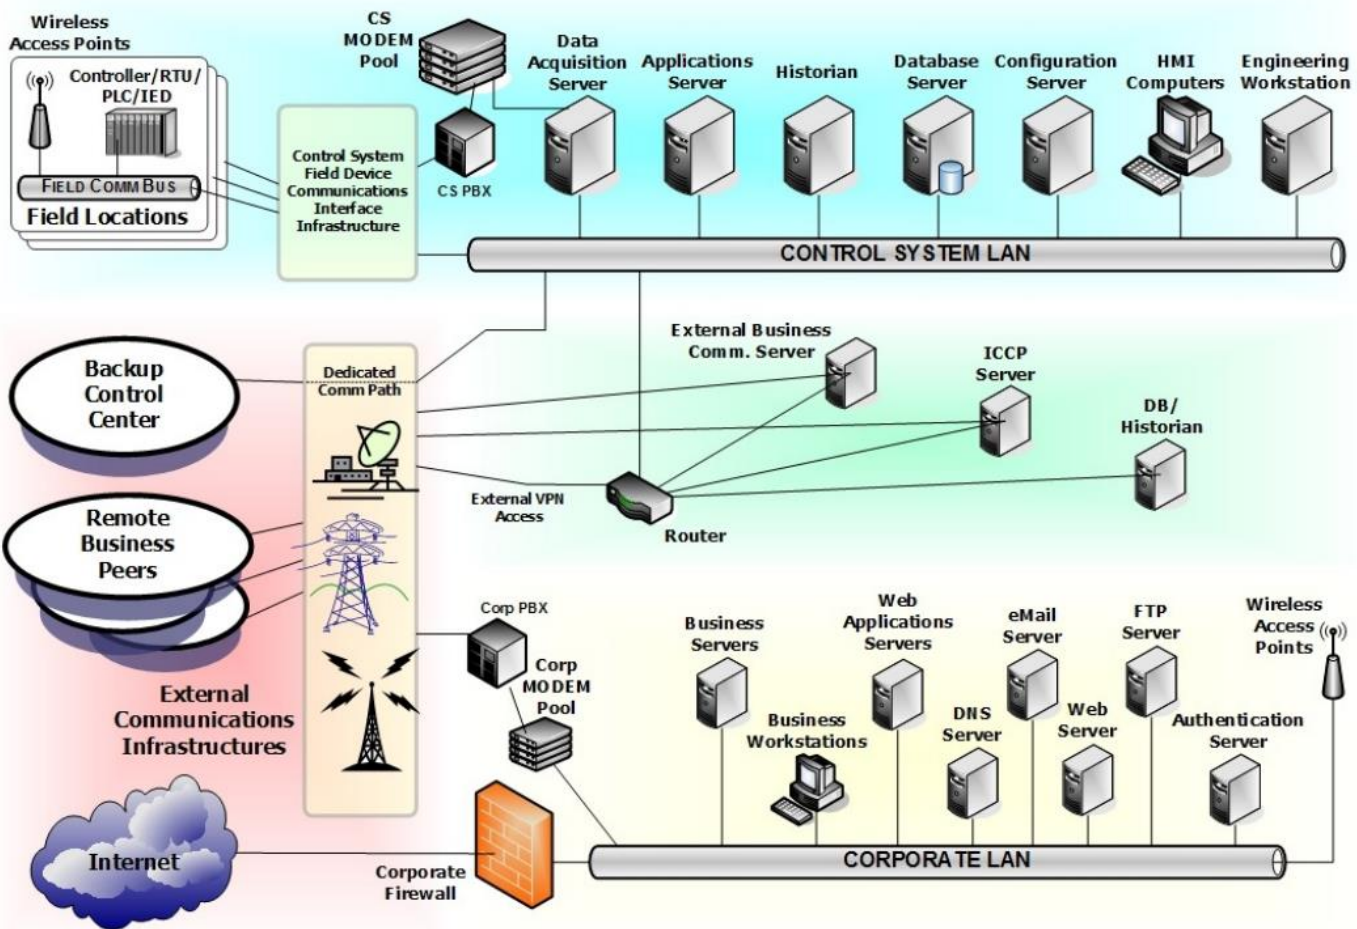 Wireless
Access Points
Controller/RTU/
PLC/IED
FIELD COMM BUS
Field Locations
Control System
Field Device
Communications
Interface
Infrastructure
CS
MODEM
Pool
CS PBX
Data
Acquisition
Server
Applications
Server
Historian
Database
Server
Configuration
Server
HMI
Computers
Engineering
Workstation
CONTROL SYSTEM LAN
Backup
Control
Center
Dedicated
Comm Path
External Business
Comm. Server
ICCP
Server
DB/
Historian
External VPN
Access
Router
Remote
Business
Peers
External
Communications
Infrastructures
Corp PBX
Corp
MODEM
Pool
Business
Servers
Business
Workstations
Web
Applications
Servers
DNS
Server
eMail
Server
Web
Server
FTP
Server
Authentication
Server
Wireless
Access
Points
Internet
Corporate
Firewall
CORPORATE LAN